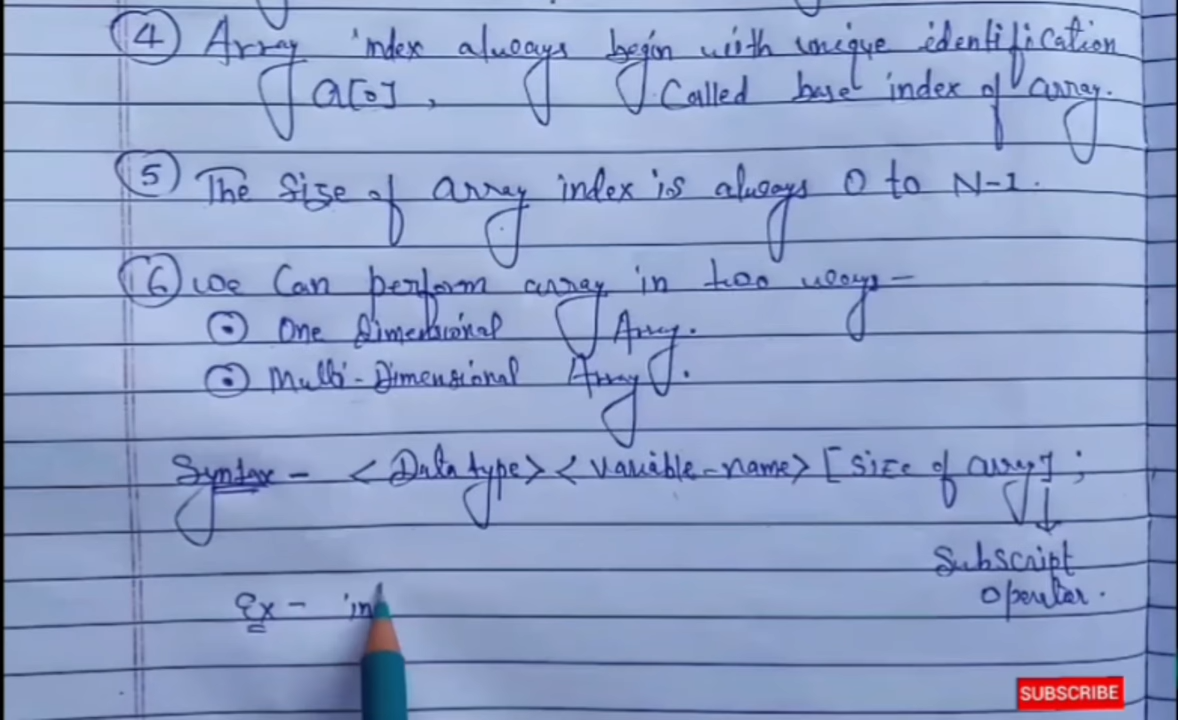 ④ Array index always begin with unique identification
a[0], Called base index of array.
⑤ The size of array index is always 0 to N-1.
⑥ we Can perform array in two ways-
⊙ One Dimensional Array.
⊙ Multi-Dimensional Array.
Syntax - <Data type> <variable-name> [size of array];
Subscript
Operator.
Ex - in
SUBSCRIBE